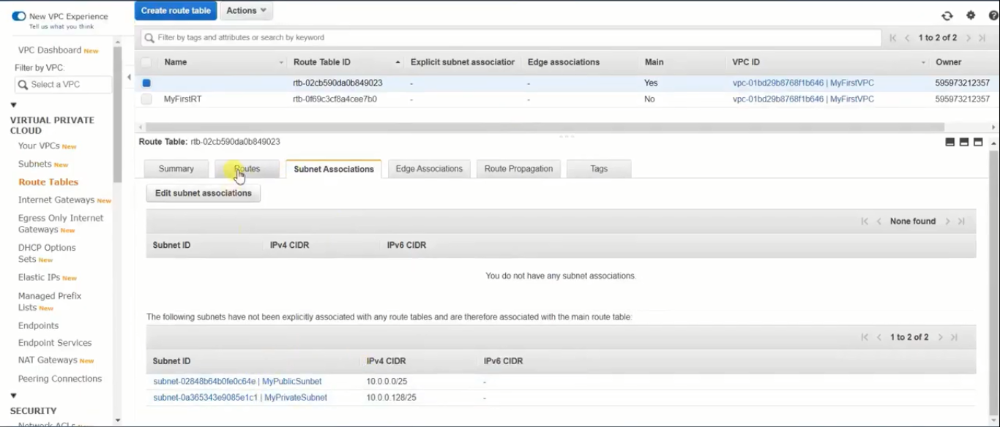 New VPC Experience
Tell us what you think
Create route table
Actions
Filter by tags and attributes or search by keyword
1 to 2 of 2
VPC Dashboard New
Filter by VPC:
Select a VPC
VIRTUAL PRIVATE
CLOUD
Your VPCs New
Subnets New
Route Tables
Internet Gateways New
Egress Only Internet
Gateways New
DHCP Options
Sets New
Elastic IPs New
Managed Prefix
Lists New
Endpoints
Endpoint Services
NAT Gateways New
Peering Connections
SECURITY
Network ACLs New
Name Route Table ID Explicit subnet association Edge associations Main VPC ID Owner
rtb-02cb590da0b849023 - - Yes vpc-01bd29b8768f1b646 | MyFirstVPC 595973212357
MyFirstRT rtb-0f69c3cf8a4cee7b0 - - No vpc-01bd29b8768f1b646 | MyFirstVPC 595973212357
Route Table: rtb-02cb590da0b849023
Summary Routes Subnet Associations Edge Associations Route Propagation Tags
Edit subnet associations
None found
Subnet ID IPv4 CIDR IPv6 CIDR
You do not have any subnet associations.
The following subnets have not been explicitly associated with any route tables and are therefore associated with the main route table:
1 to 2 of 2
Subnet ID IPv4 CIDR IPv6 CIDR
subnet-02848b64b0fe0c64e | MyPublicSunbet 10.0.0.0/25 -
subnet-0a365343e9085e1c1 | MyPrivateSubnet 10.0.0.128/25 -